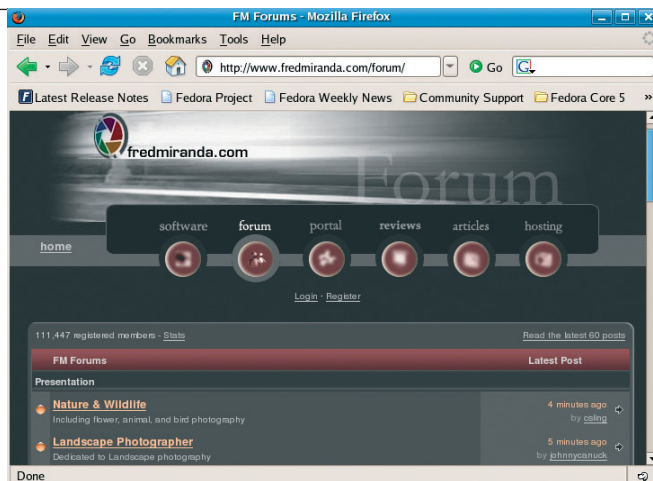 FM Forums - Mozilla Firefox
File Edit View Go Bookmarks Tools Help
http://www.fredmiranda.com/forum/ Go G
Latest Release Notes Fedora Project Fedora Weekly News Community Support Fedora Core 5 »
fredmiranda.com
Forum
software forum portal reviews articles hosting
home
Login · Register
111,447 registered members - Stats Read the latest 60 posts
FM Forums Latest Post
Presentation
Nature & Wildlife 4 minutes ago
Including flower, animal, and bird photography by csling
Landscape Photographer 5 minutes ago
Dedicated to Landscape photography by johnnycanuck
Done